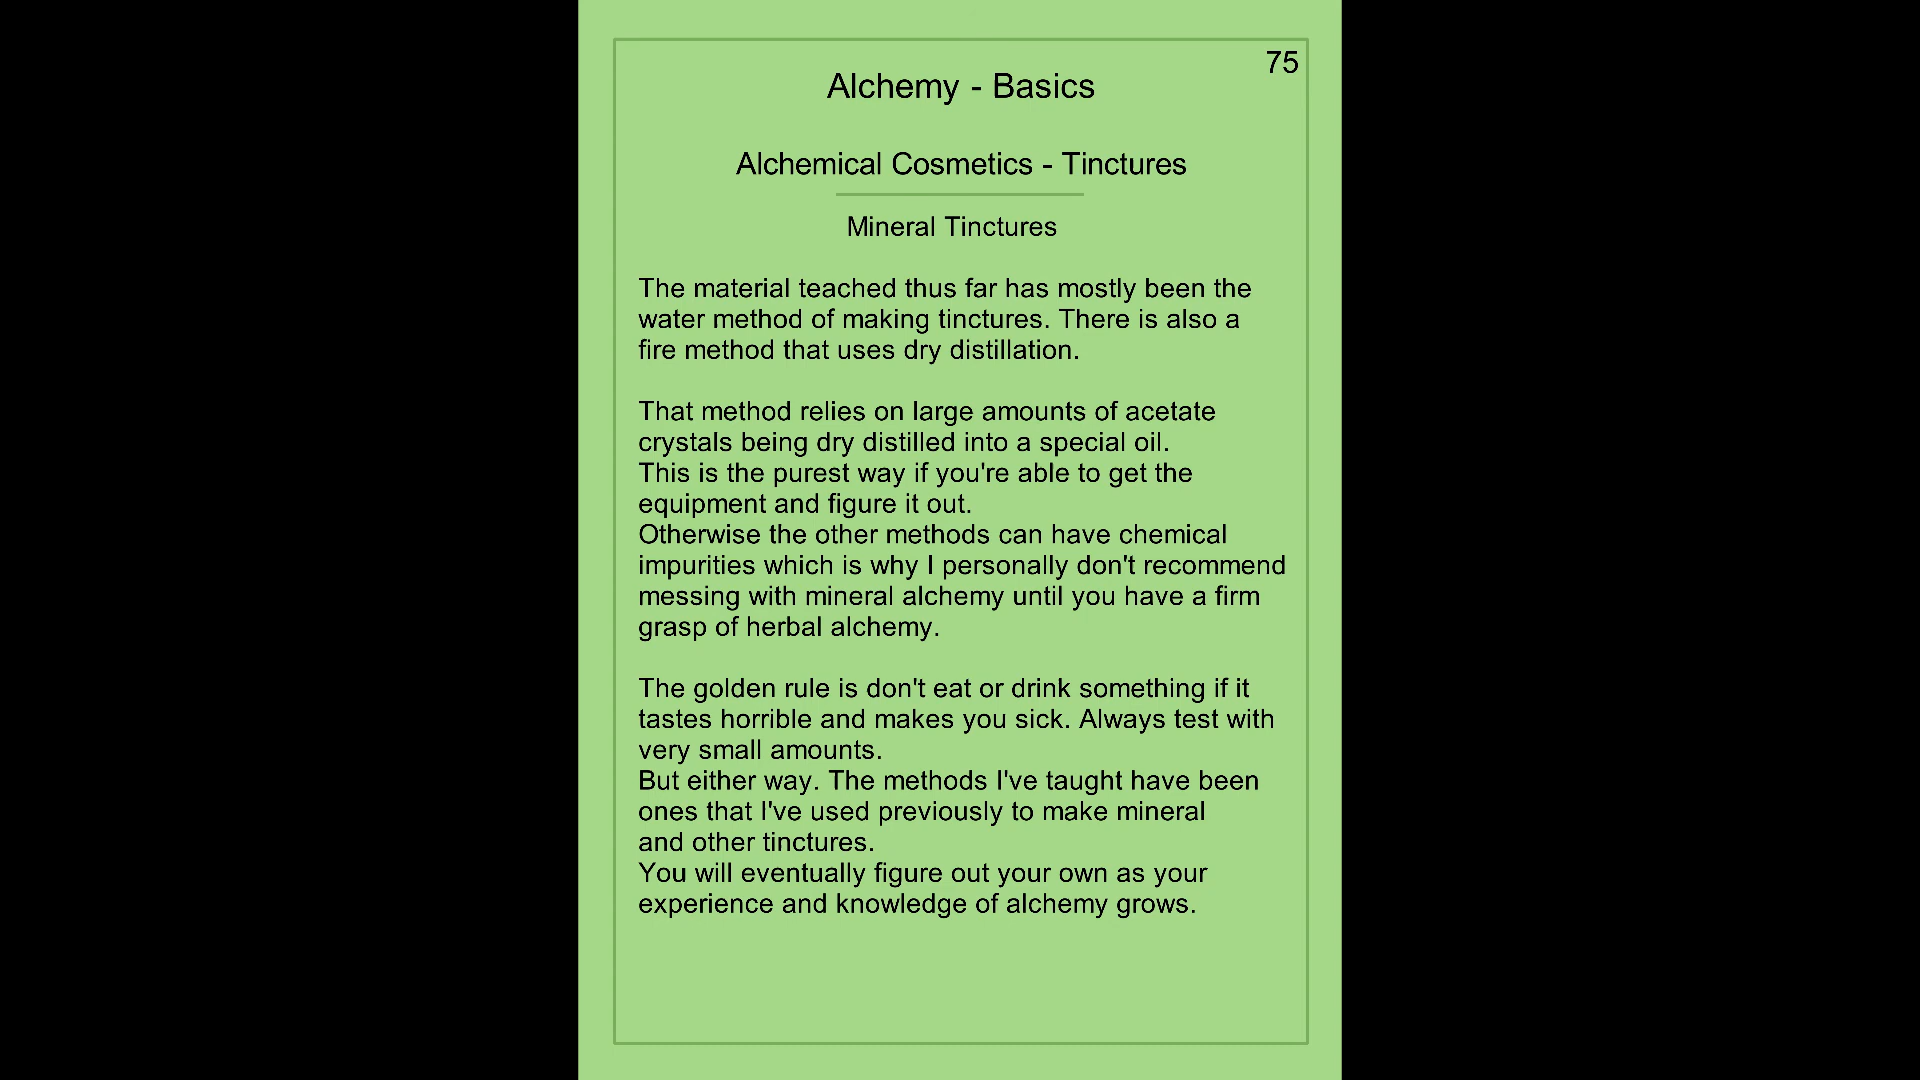 75
Alchemy - Basics
Alchemical Cosmetics - Tinctures
Mineral Tinctures
The material teached thus far has mostly been the
water method of making tinctures. There is also a
fire method that uses dry distillation.
That method relies on large amounts of acetate
crystals being dry distilled into a special oil.
This is the purest way if you're able to get the
equipment and figure it out.
Otherwise the other methods can have chemical
impurities which is why I personally don't recommend
messing with mineral alchemy until you have a firm
grasp of herbal alchemy.
The golden rule is don't eat or drink something if it
tastes horrible and makes you sick. Always test with
very small amounts.
But either way. The methods I've taught have been
ones that I've used previously to make mineral
and other tinctures.
You will eventually figure out your own as your
experience and knowledge of alchemy grows.